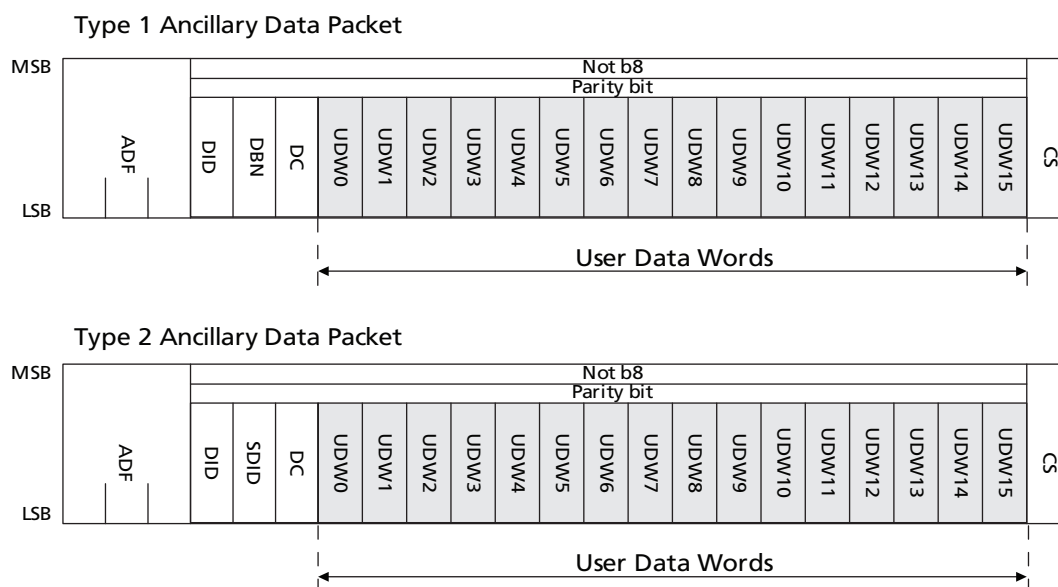 Type 1 Ancillary Data Packet
MSB
Not b8
Parity bit
ADF
DID
DBN
DC
UDW0
UDW1
UDW2
UDW3
UDW4
UDW5
UDW6
UDW7
UDW8
UDW9
UDW10
UDW11
UDW12
UDW13
UDW14
UDW15
CS
LSB
User Data Words
Type 2 Ancillary Data Packet
MSB
Not b8
Parity bit
ADF
DID
SDID
DC
UDW0
UDW1
UDW2
UDW3
UDW4
UDW5
UDW6
UDW7
UDW8
UDW9
UDW10
UDW11
UDW12
UDW13
UDW14
UDW15
CS
LSB
User Data Words